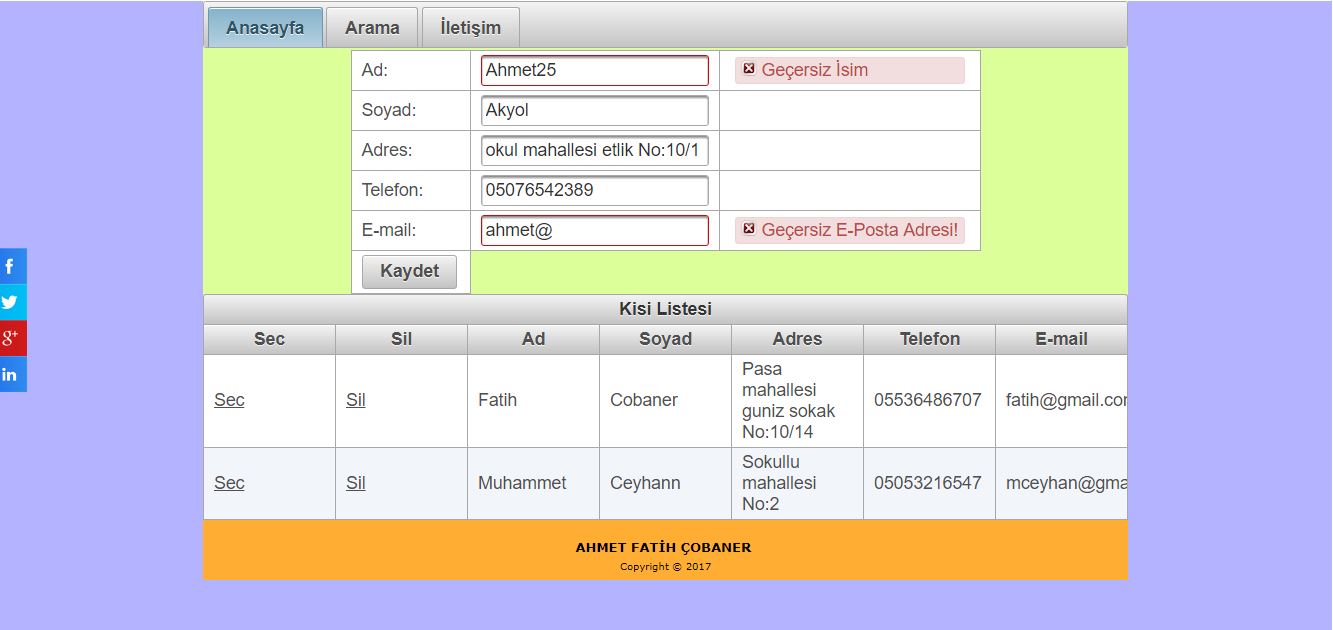 Anasayfa Arama İletişim
Ad: Ahmet25 Geçersiz İsim
Soyad: Akyol
Adres: okul mahallesi etlik No:10/1
Telefon: 05076542389
E-mail: ahmet@ Geçersiz E-Posta Adresi!
Kaydet
f
g+
in
Kisi Listesi
Sec Sil Ad Soyad Adres Telefon E-mail
Sec Sil Fatih Cobaner Pasa mahallesi guniz sokak No:10/14 05536486707 fatih@gmail.cor
Sec Sil Muhammet Ceyhann Sokullu mahallesi No:2 05053216547 mceyhan@gma
AHMET FATİH ÇOBANER
Copyright © 2017